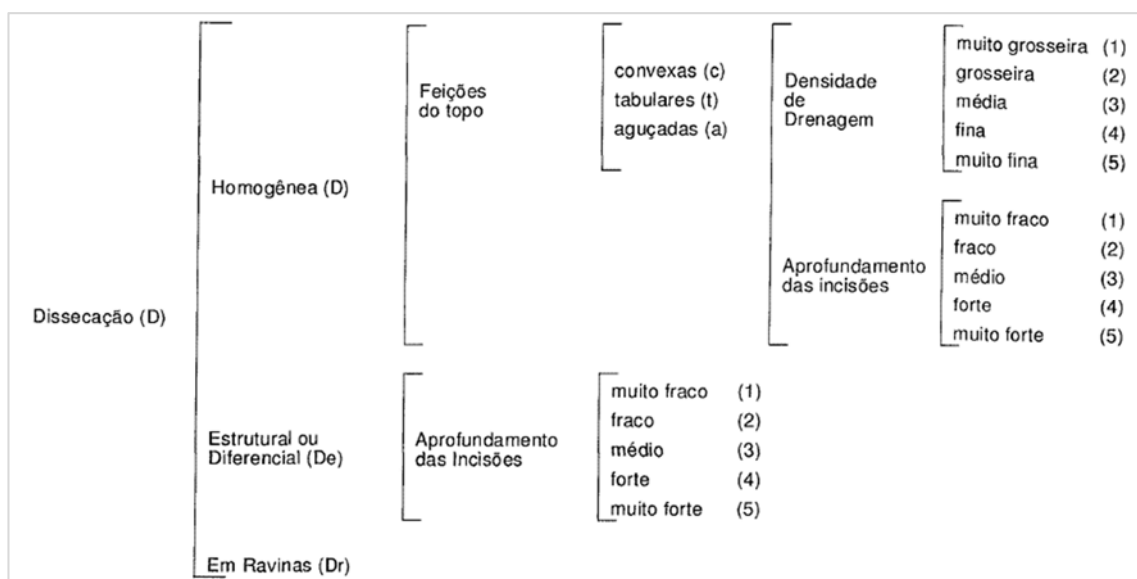 Dissecação (D)
Homogênea (D)
Feições
do topo
convexas (c)
tabulares (t)
aguçadas (a)
Densidade
de
Drenagem
muito grosseira (1)
grosseira (2)
média (3)
fina (4)
muito fina (5)
Aprofundamento
das incisões
muito fraco (1)
fraco (2)
médio (3)
forte (4)
muito forte (5)
Estrutural ou
Diferencial (De)
Aprofundamento
das Incisões
muito fraco (1)
fraco (2)
médio (3)
forte (4)
muito forte (5)
Em Ravinas (Dr)